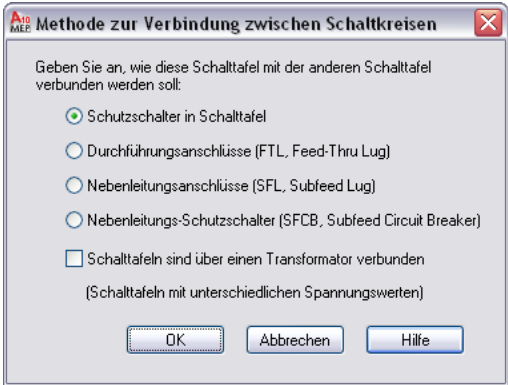 A10
MEP Methode zur Verbindung zwischen Schaltkreisen
Geben Sie an, wie diese Schalttafel mit der anderen Schalttafel
verbunden werden soll:
Schutzschalter in Schalttafel
Durchführungsanschlüsse (FTL, Feed-Thru Lug)
Nebenleitungsanschlüsse (SFL, Subfeed Lug)
Nebenleitungs-Schutzschalter (SFCB, Subfeed Circuit Breaker)
Schalttafeln sind über einen Transformator verbunden
(Schalttafeln mit unterschiedlichen Spannungswerten)
OK Abbrechen Hilfe